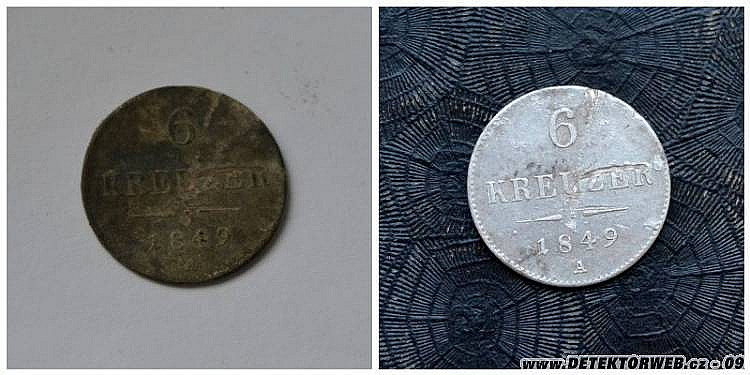 6
KREUZER
1849
6
KREUZER
1849
A
www.DETEKTORWEB.cz - 09